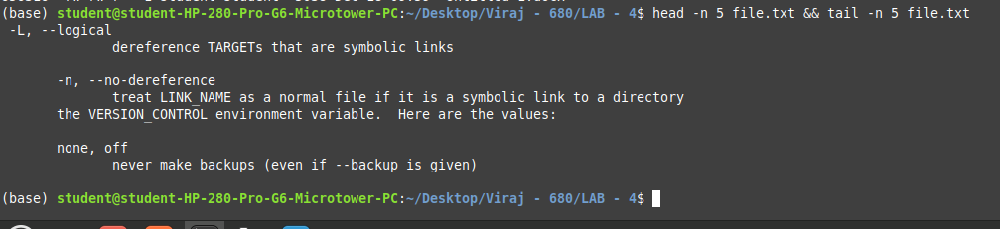 (base) student@student-HP-280-Pro-G6-Microtower-PC:~/Desktop/Viraj - 680/LAB - 4$ head -n 5 file.txt && tail -n 5 file.txt
-L, --logical
dereference TARGETs that are symbolic links
-n, --no-dereference
treat LINK_NAME as a normal file if it is a symbolic link to a directory
the VERSION_CONTROL environment variable.  Here are the values:
none, off
never make backups (even if --backup is given)
(base) student@student-HP-280-Pro-G6-Microtower-PC:~/Desktop/Viraj - 680/LAB - 4$